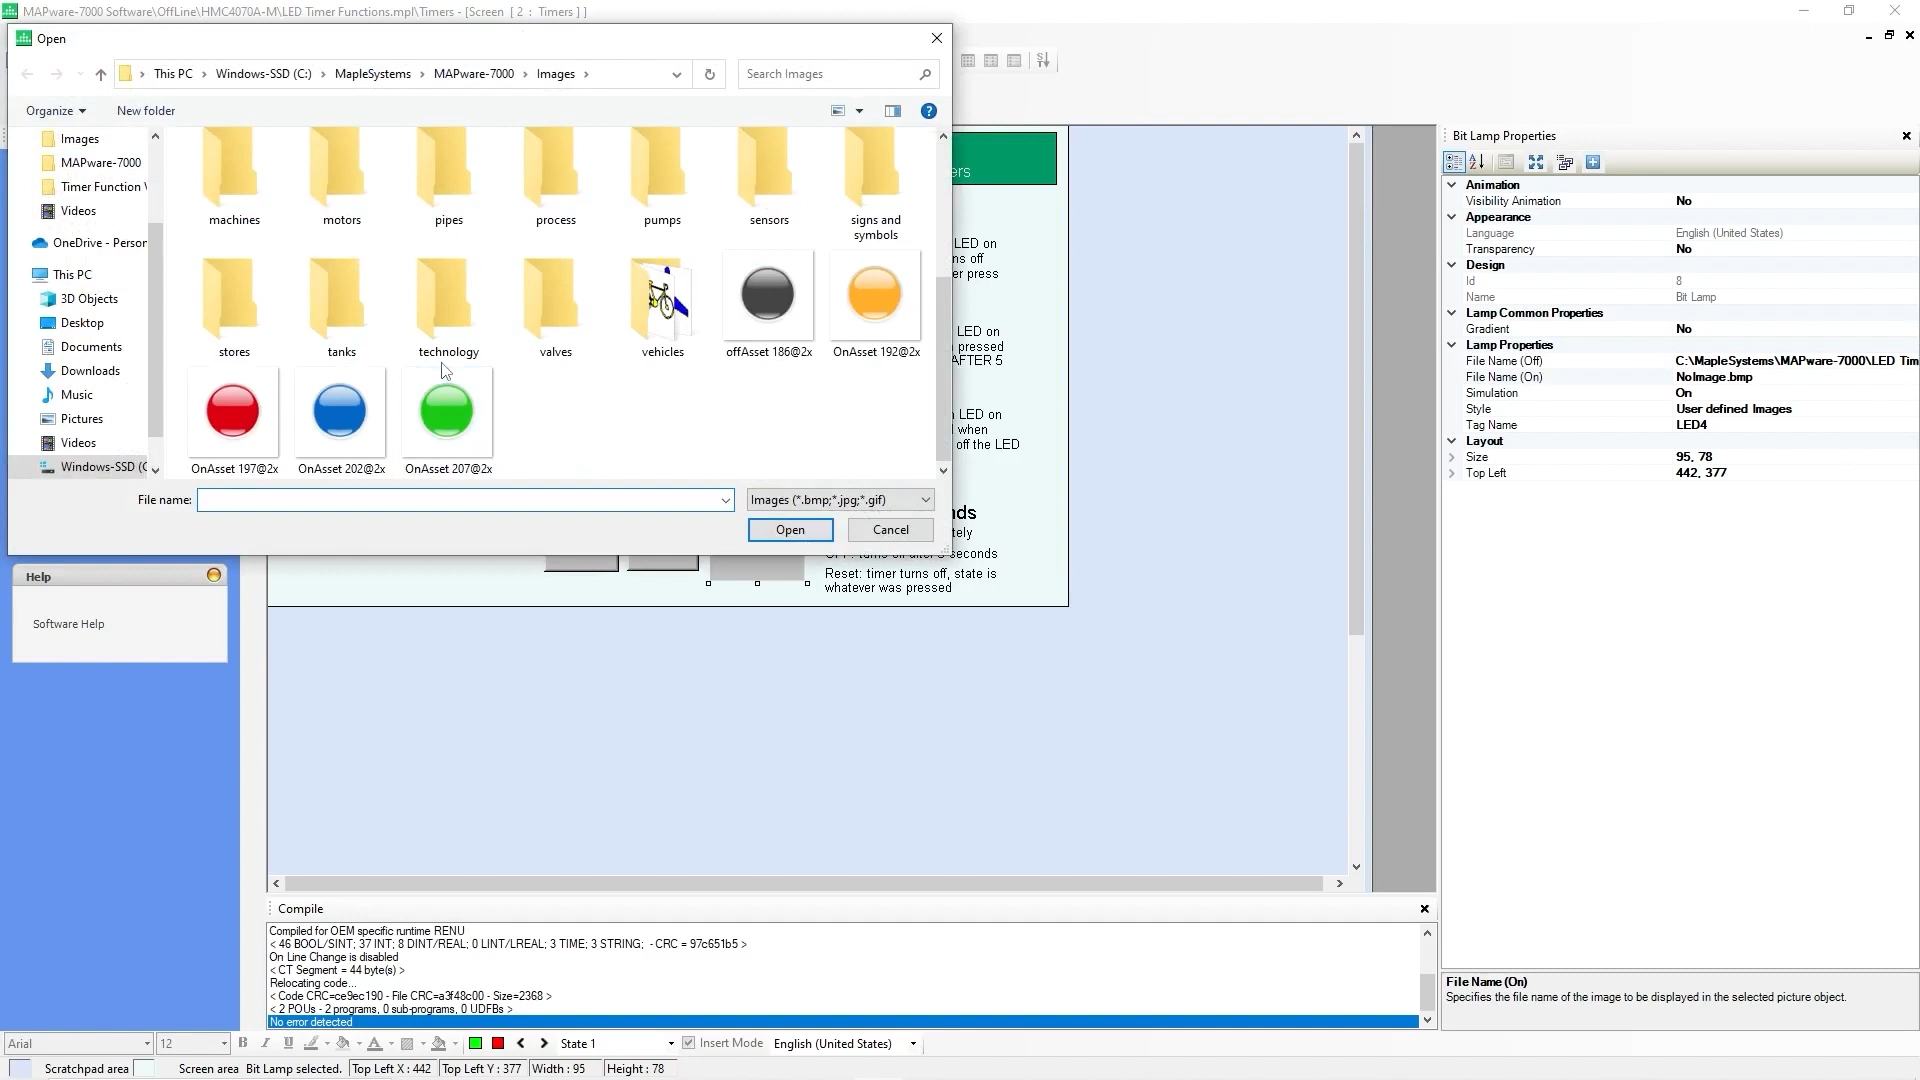 MAPware-7000 Software\OffLine\HMC4070A-M\LED Timer Functions.mpl\Timers - [Screen [ 2 : Timers ] ]
Open
This PC > Windows-SSD (C:) > MapleSystems > MAPware-7000 > Images >
Search Images
Organize
New folder
Images
MAPware-7000
Timer Function V
Videos
OneDrive - Person
This PC
3D Objects
Desktop
Documents
Downloads
Music
Pictures
Videos
Windows-SSD (C
machines
motors
pipes
process
pumps
sensors
signs and
symbols
stores
tanks
technology
valves
vehicles
offAsset 186@2x
OnAsset 192@2x
OnAsset 197@2x
OnAsset 202@2x
OnAsset 207@2x
File name:
Images (*.bmp;*.jpg;*.gif)
Open
Cancel
ers
LED on
ns off
er press
LED on
pressed
AFTER 5
LED on
when
off the LED
nds
tely
OFF: turns off after 5 seconds
Reset: timer turns off, state is
whatever was pressed
Help
Software Help
Bit Lamp Properties
Animation
Visibility Animation No
Appearance
Language English (United States)
Transparency No
Design
Id 8
Name Bit Lamp
Lamp Common Properties
Gradient No
Lamp Properties
File Name (Off) C:\MapleSystems\MAPware-7000\LED Tim
File Name (On) NoImage.bmp
Simulation On
Style User defined Images
Tag Name LED4
Layout
Size 95, 78
Top Left 442, 377
File Name (On)
Specifies the file name of the image to be displayed in the selected picture object.
Compile
Compiled for OEM specific runtime RENU
< 46 BOOL/SINT; 37 INT; 8 DINT/REAL; 0 LINT/LREAL; 3 TIME; 3 STRING; - CRC = 97c651b5 >
On Line Change is disabled
< CT Segment = 44 byte(s) >
Relocating code...
< Code CRC=ce9ec190 - File CRC=a3f48c00 - Size=2368 >
< 2 POUs - 2 programs, 0 sub-programs, 0 UDFBs >
No error detected
Arial
12
B I U
A
State 1
Insert Mode
English (United States)
Scratchpad area
Screen area
Bit Lamp selected.
Top Left X : 442
Top Left Y : 377
Width : 95
Height : 78